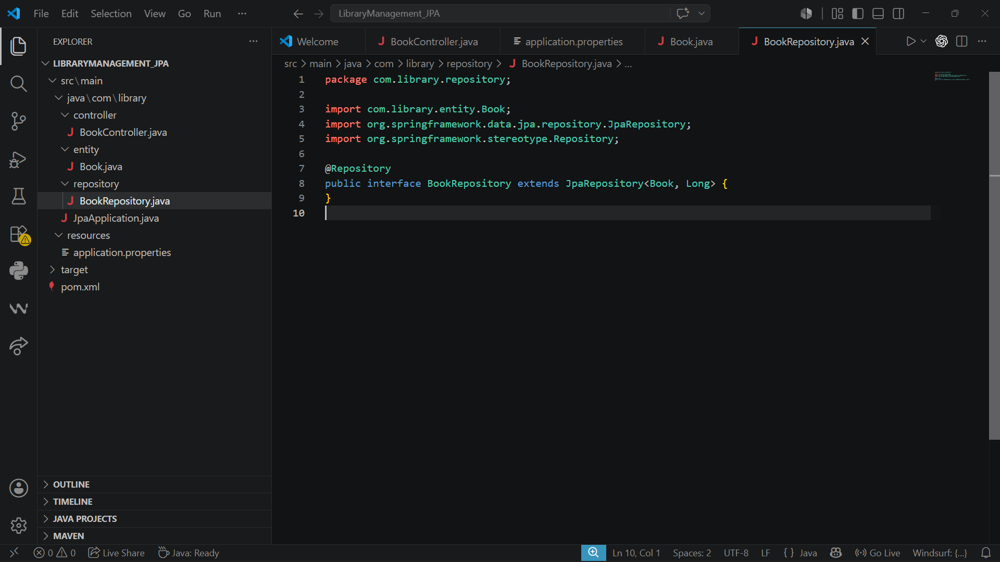 File Edit Selection View Go Run ···
LibraryManagement_JPA
EXPLORER
LIBRARYMANAGEMENT_JPA
src\main
java\com\library
controller
BookController.java
entity
Book.java
repository
BookRepository.java
JpaApplication.java
resources
application.properties
target
pom.xml
OUTLINE
TIMELINE
JAVA PROJECTS
MAVEN
Welcome BookController.java application.properties Book.java BookRepository.java
src > main > java > com > library > repository > BookRepository.java > ...
1 package com.library.repository;
2
3 import com.library.entity.Book;
4 import org.springframework.data.jpa.repository.JpaRepository;
5 import org.springframework.stereotype.Repository;
6
7 @Repository
8 public interface BookRepository extends JpaRepository<Book, Long> {
9 }
10
0 0 Live Share Java: Ready Ln 10, Col 1 Spaces: 2 UTF-8 LF { } Java Go Live Windsurf: {...}